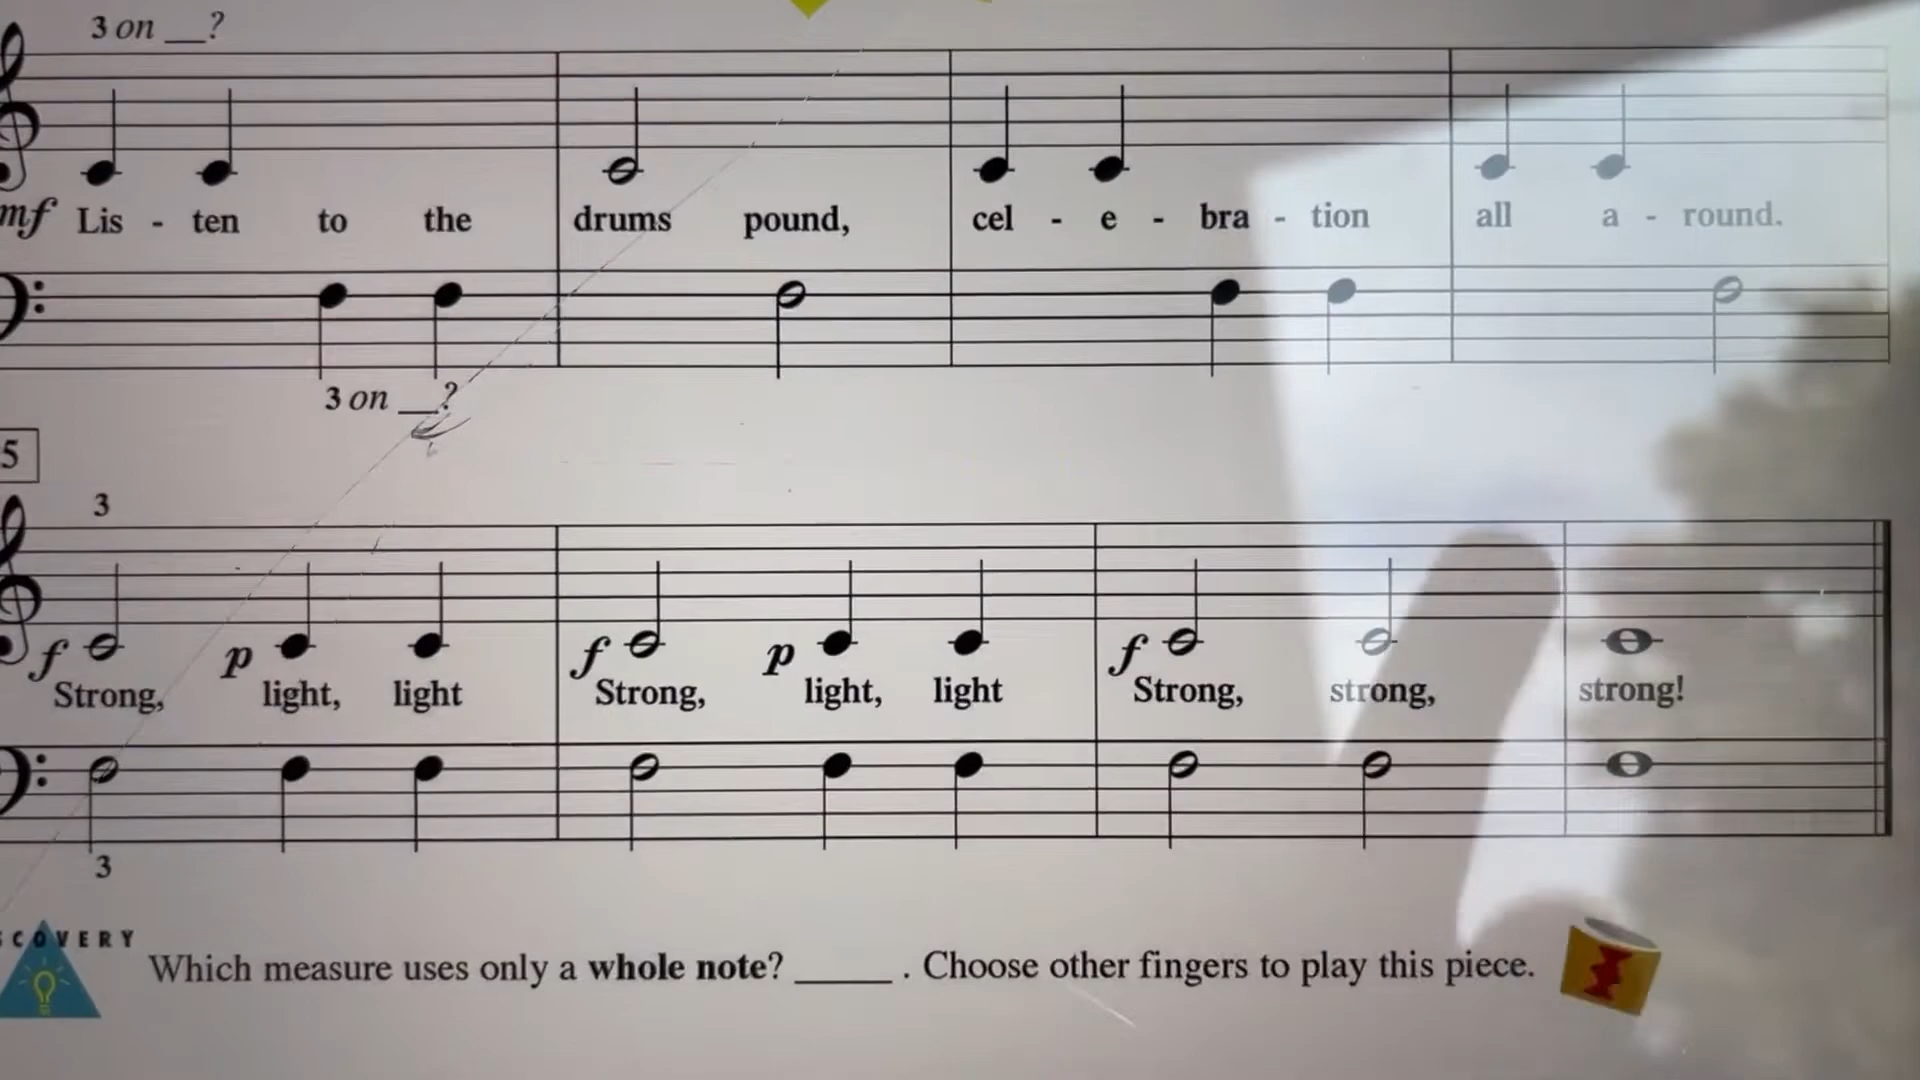 3 on __?
mf Lis - ten to the drums pound, cel - e - bra - tion all a - round.
3 on __?
5
3
f p f p f
Strong, light, light Strong, light, light Strong, strong, strong!
3
COVERY
Which measure uses only a whole note? _____ . Choose other fingers to play this piece.